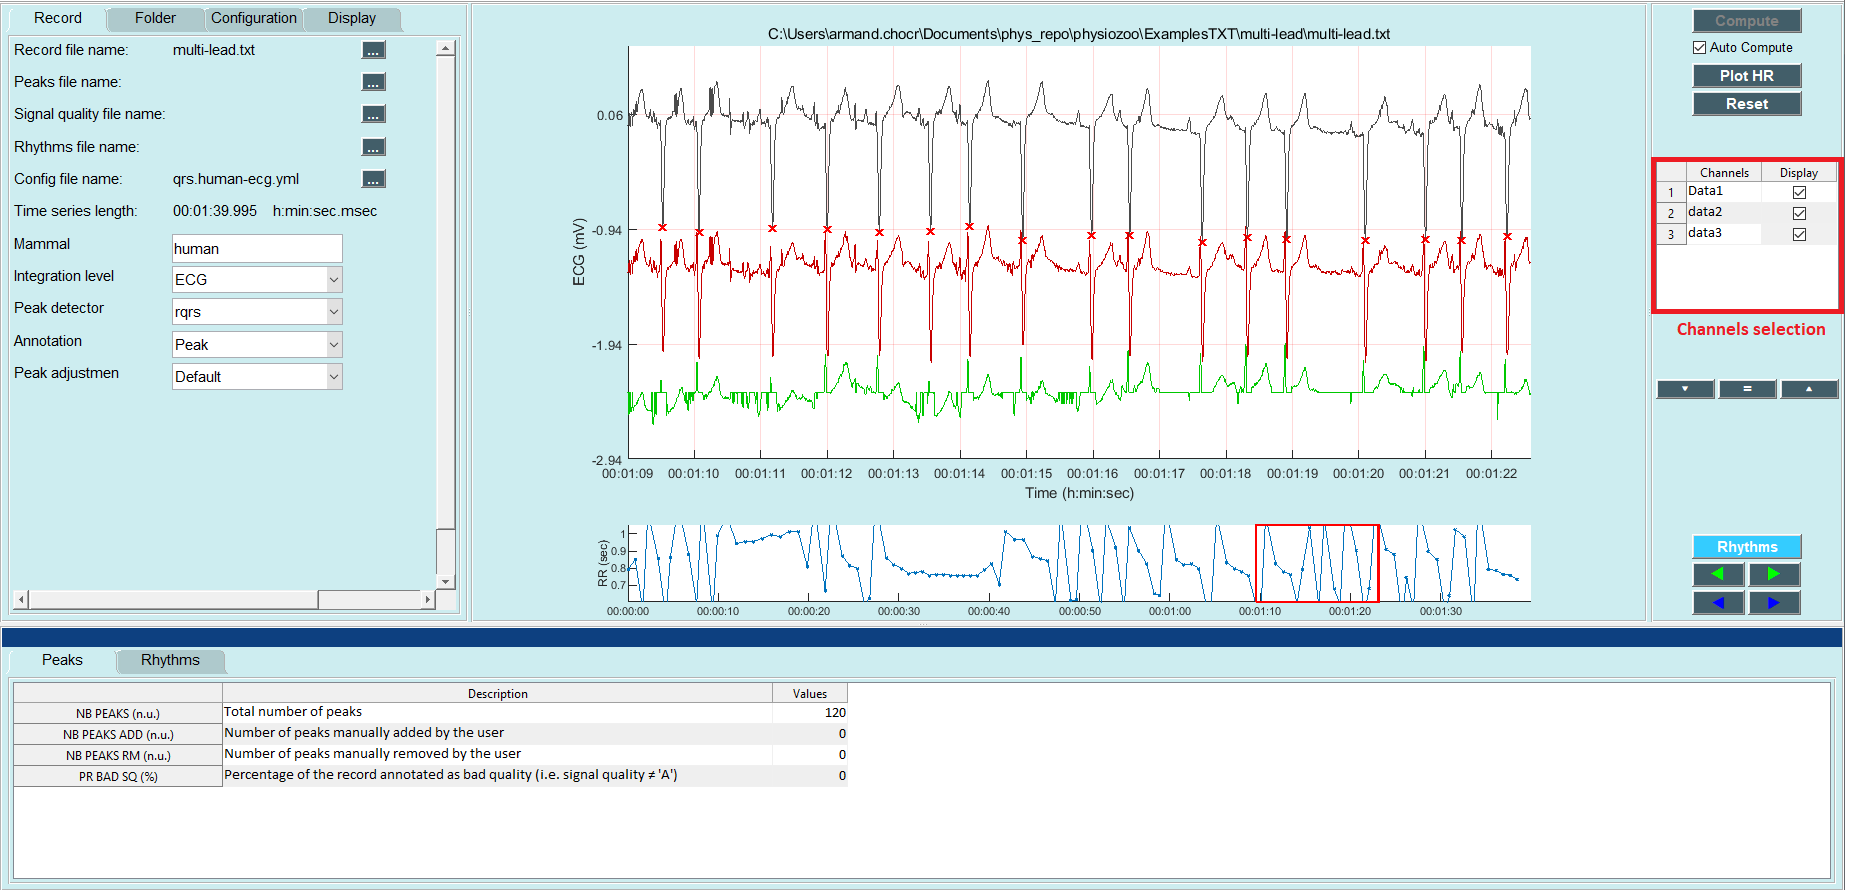 Record Folder Configuration Display
Record file name: multi-lead.txt ...
Peaks file name: ...
Signal quality file name: ...
Rhythms file name: ...
Config file name: qrs.human-ecg.yml ...
Time series length: 00:01:39.995 h:min:sec.msec
Mammal human
Integration level ECG
Peak detector rqrs
Annotation Peak
Peak adjustmen Default
C:\Users\armand.chocr\Documents\phys_repo\physiozoo\ExamplesTXT\multi-lead\multi-lead.txt
ECG (mV)
0.06
-0.94
-1.94
-2.94
00:01:09 00:01:10 00:01:11 00:01:12 00:01:13 00:01:14 00:01:15 00:01:16 00:01:17 00:01:18 00:01:19 00:01:20 00:01:21 00:01:22
Time (h:min:sec)
RR (sec)
1
0.9
0.8
0.7
00:00:00 00:00:10 00:00:20 00:00:30 00:00:40 00:00:50 00:01:00 00:01:10 00:01:20 00:01:30
Compute
Auto Compute
Plot HR
Reset
Channels Display
1 Data1
2 data2
3 data3
Channels selection
=
Rhythms
Peaks Rhythms
Description Values
NB PEAKS (n.u.) Total number of peaks 120
NB PEAKS ADD (n.u.) Number of peaks manually added by the user 0
NB PEAKS RM (n.u.) Number of peaks manually removed by the user 0
PR BAD SQ (%) Percentage of the record annotated as bad quality (i.e. signal quality ≠ 'A') 0